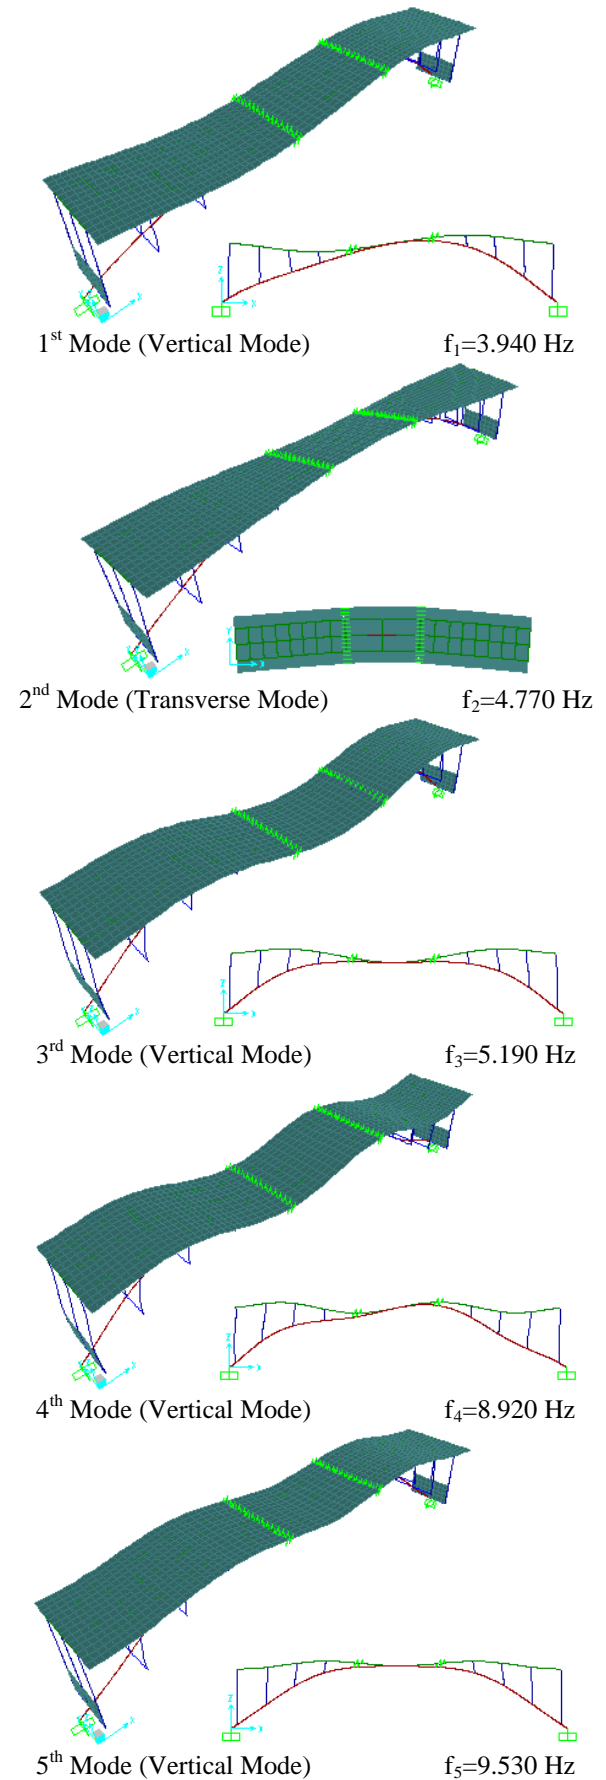 1st Mode (Vertical Mode) f1=3.940 Hz
2nd Mode (Transverse Mode) f2=4.770 Hz
3rd Mode (Vertical Mode) f3=5.190 Hz
4th Mode (Vertical Mode) f4=8.920 Hz
5th Mode (Vertical Mode) f5=9.530 Hz